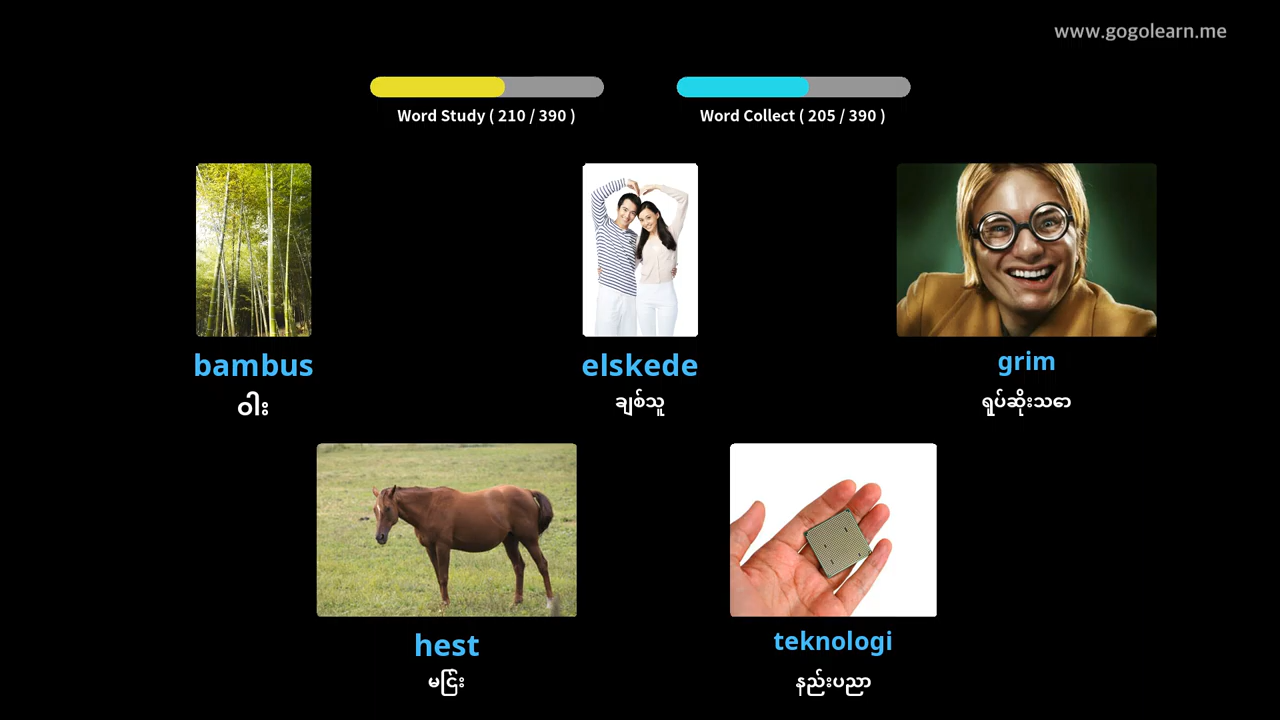 www.gogolearn.me
Word Study ( 210 / 390 )
Word Collect ( 205 / 390 )
bambus
ဝါး
elskede
ချစ်သူ
grim
ရုပ်ဆိုးသော
hest
မြင်း
teknologi
နည်းပညာ